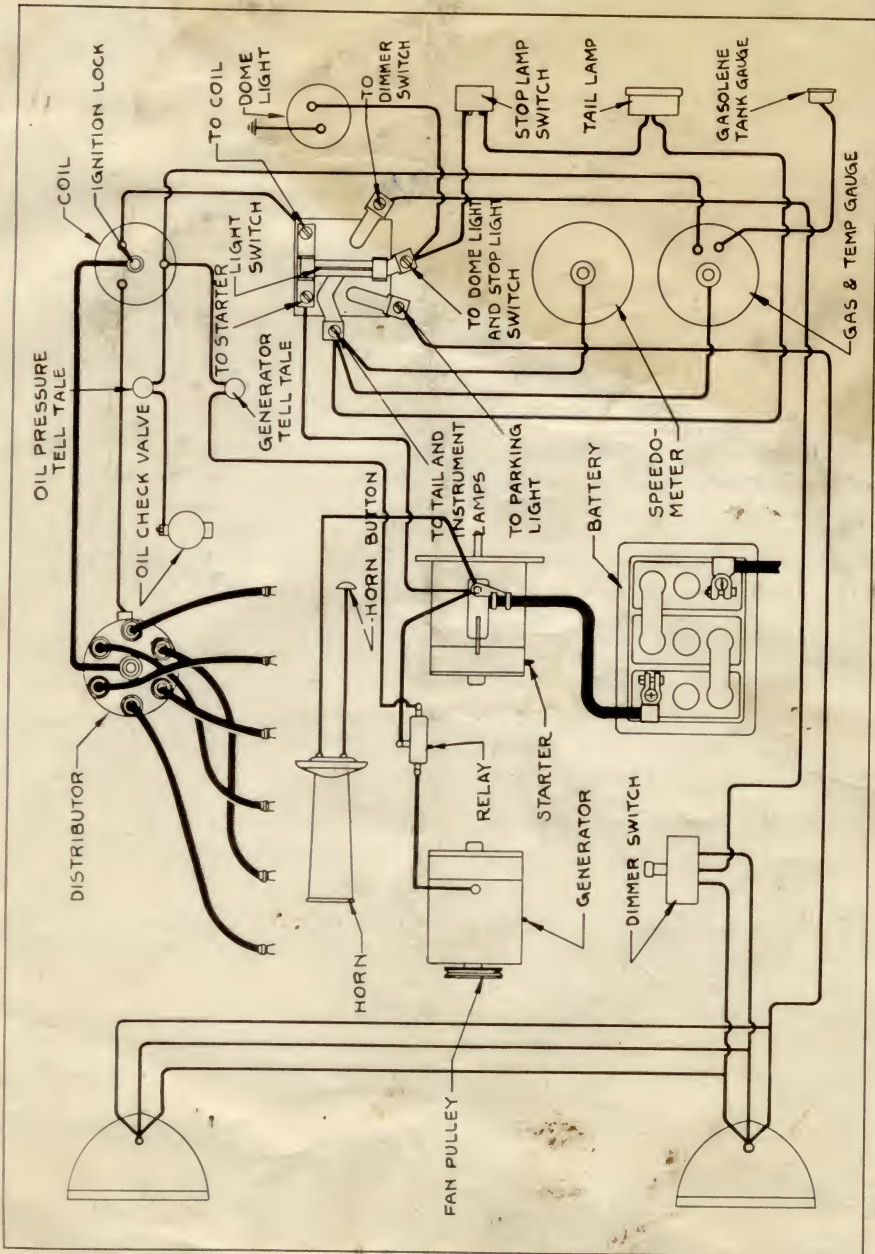 COIL
IGNITION LOCK
OIL PRESSURE
TELL TALE
OIL CHECK VALVE
DISTRIBUTOR
TO STARTER
LIGHT
SWITCH
TO COIL
DOME
LIGHT
GENERATOR
TELL TALE
TO
DIMMER
SWITCH
HORN BUTTON
HORN
TO TAIL AND
INSTRUMENT
LAMPS
TO DOME LIGHT
AND STOP LIGHT
SWITCH
STOP LAMP
SWITCH
TO PARKING
LIGHT
RELAY
STARTER
GENERATOR
FAN PULLEY
BATTERY
SPEEDO-
METER
TAIL LAMP
GASOLENE
TANK GAUGE
GAS & TEMP GAUGE
DIMMER SWITCH